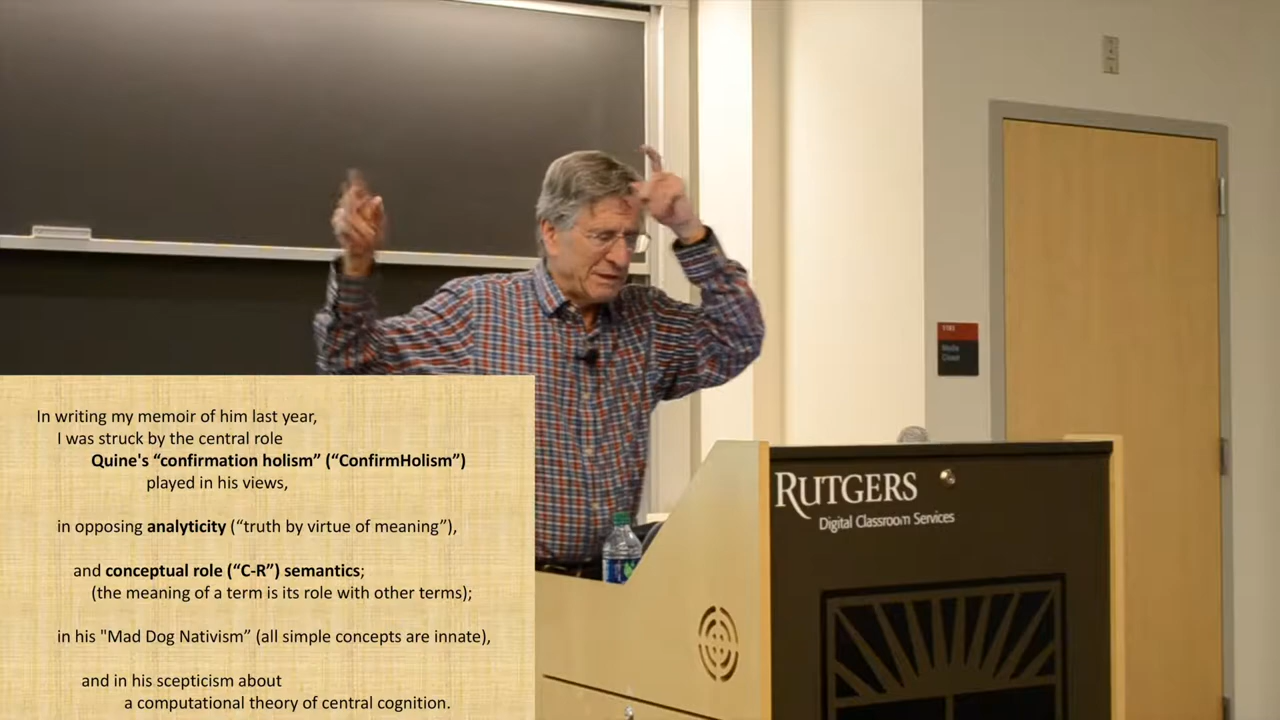 In writing my memoir of him last year,
I was struck by the central role
Quine's “confirmation holism” (“ConfirmHolism”)
played in his views,
in opposing analyticity (“truth by virtue of meaning”),
and conceptual role (“C-R”) semantics;
(the meaning of a term is its role with other terms);
in his "Mad Dog Nativism” (all simple concepts are innate),
and in his scepticism about
a computational theory of central cognition.
RUTGERS
Digital Classroom Services
Media
Closet